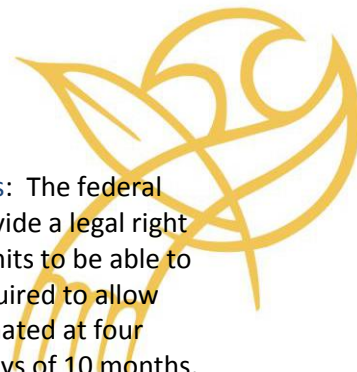 s: The federal
vide a legal right
nits to be able to
uired to allow
ated at four
ys of 10 months.